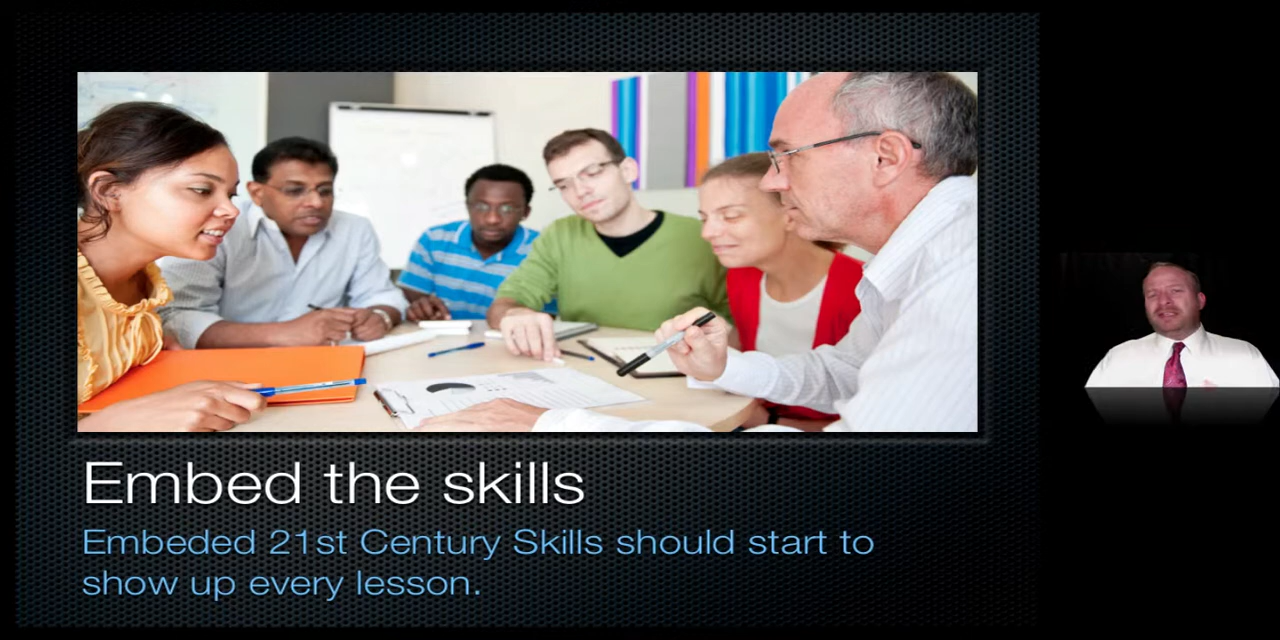 Embed the skills
Embeded 21st Century Skills should start to
show up every lesson.